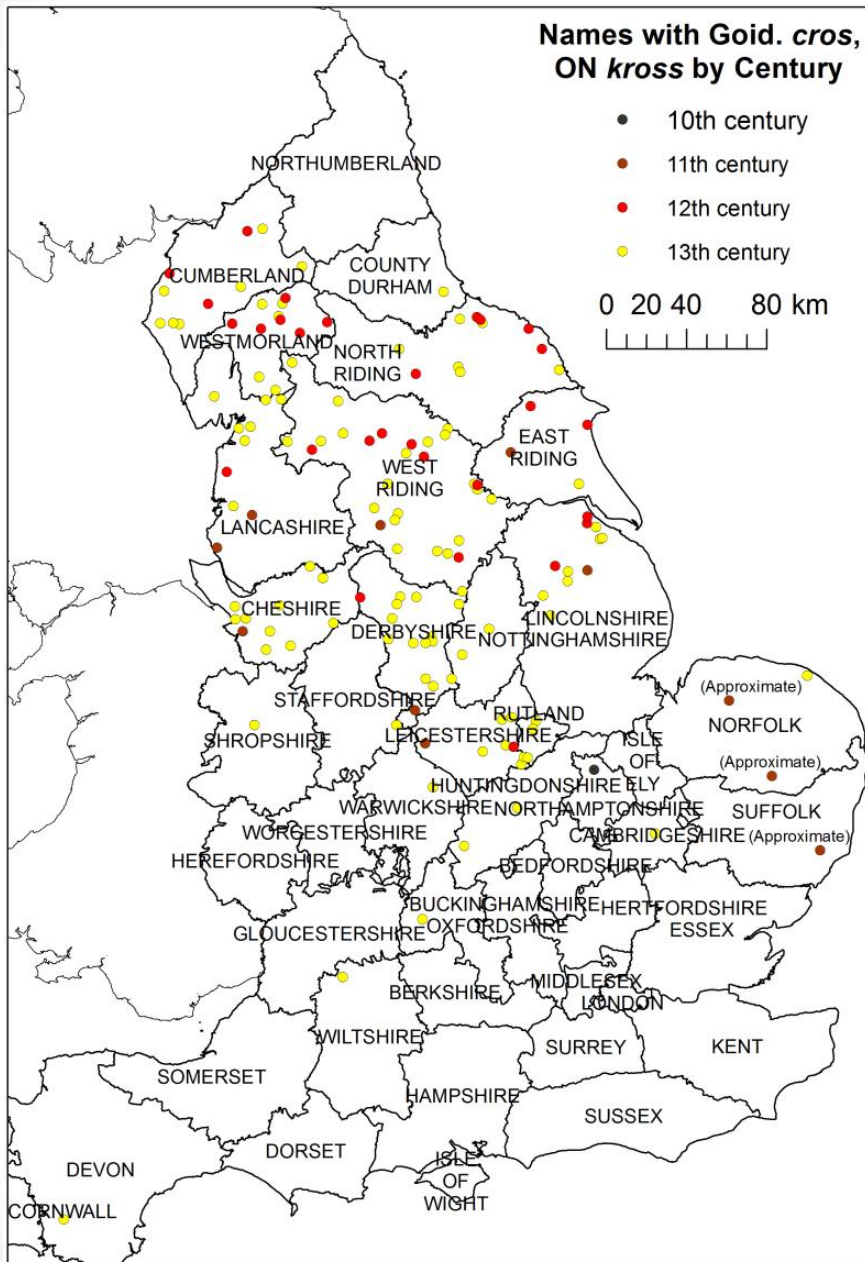 Names with Goid. cros,
ON kross by Century
10th century
11th century
12th century
13th century
0 20 40 80 km
NORTHUMBERLAND
CUMBERLAND
COUNTY
DURHAM
WESTMORLAND
NORTH
RIDING
EAST
RIDING
WEST
RIDING
LANCASHIRE
CHESHIRE
DERBYSHIRE
LINCOLNSHIRE
NOTTINGHAMSHIRE
STAFFORDSHIRE
SHROPSHIRE
RUTLAND
LEICESTERSHIRE
(Approximate)
NORFOLK
(Approximate)
ISLE
OF
ELY
HUNTINGDONSHIRE
WARWICKSHIRE
NORTHAMPTONSHIRE
SUFFOLK
(Approximate)
WORCESTERSHIRE
CAMBRIDGESHIRE
HEREFORDSHIRE
BEDFORDSHIRE
BUCKINGHAMSHIRE
OXFORDSHIRE
HERTFORDSHIRE
ESSEX
GLOUCESTERSHIRE
MIDDLESEX
LONDON
BERKSHIRE
WILTSHIRE
SURREY
KENT
SOMERSET
HAMPSHIRE
SUSSEX
DORSET
ISLE
OF
WIGHT
DEVON
CORNWALL